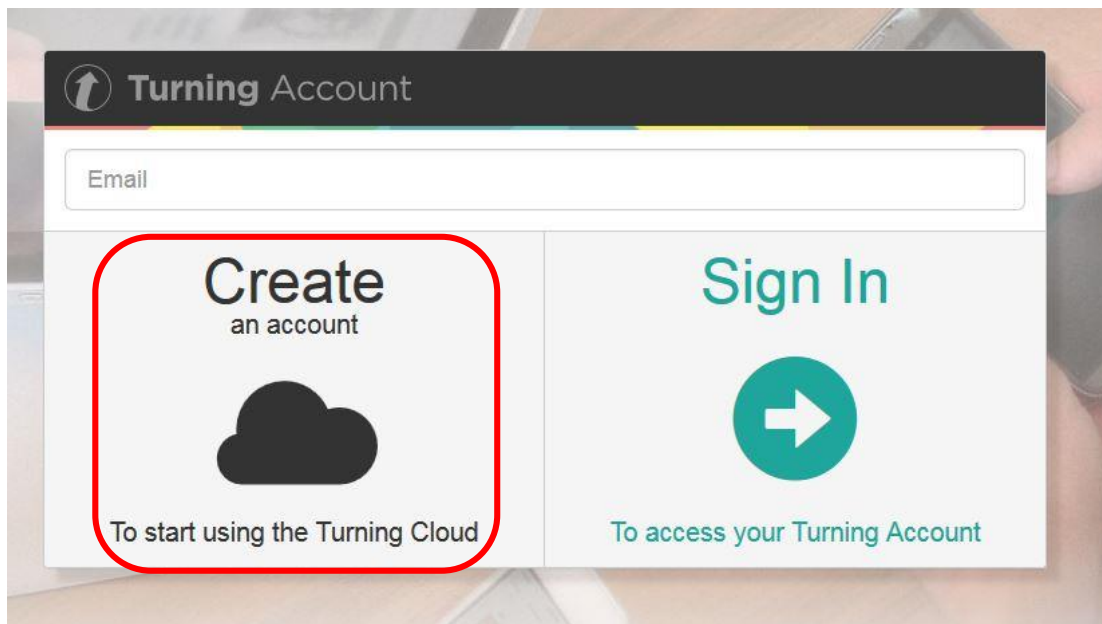 Turning Account
Email
Create
an account
To start using the Turning Cloud
Sign In
To access your Turning Account